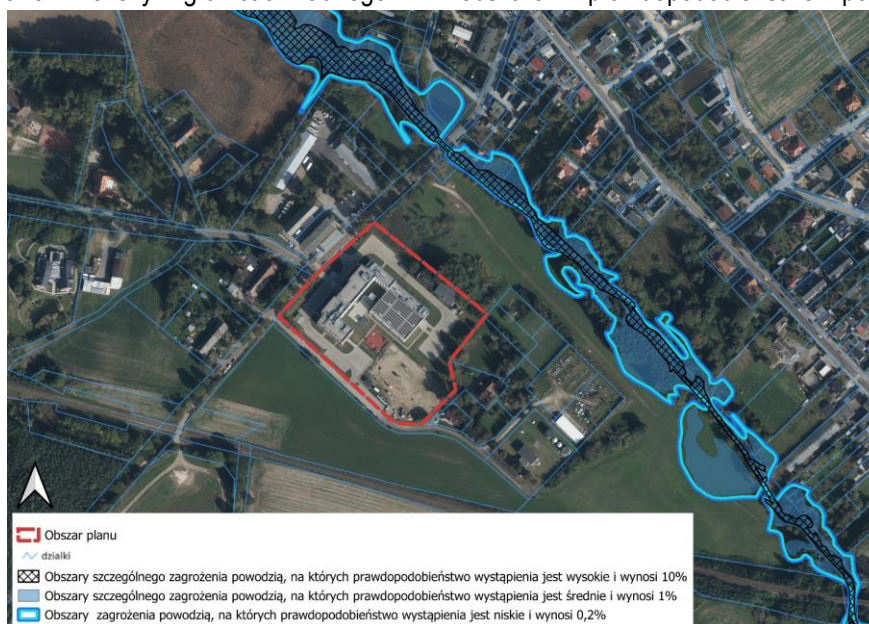 Obszar planu
działki
Obszary szczególnego zagrożenia powodzią, na których prawdopodobieństwo wystąpienia jest wysokie i wynosi 10%
Obszary szczególnego zagrożenia powodzią, na których prawdopodobieństwo wystąpienia jest średnie i wynosi 1%
Obszary zagrożenia powodzią, na których prawdopodobieństwo wystąpienia jest niskie i wynosi 0,2%